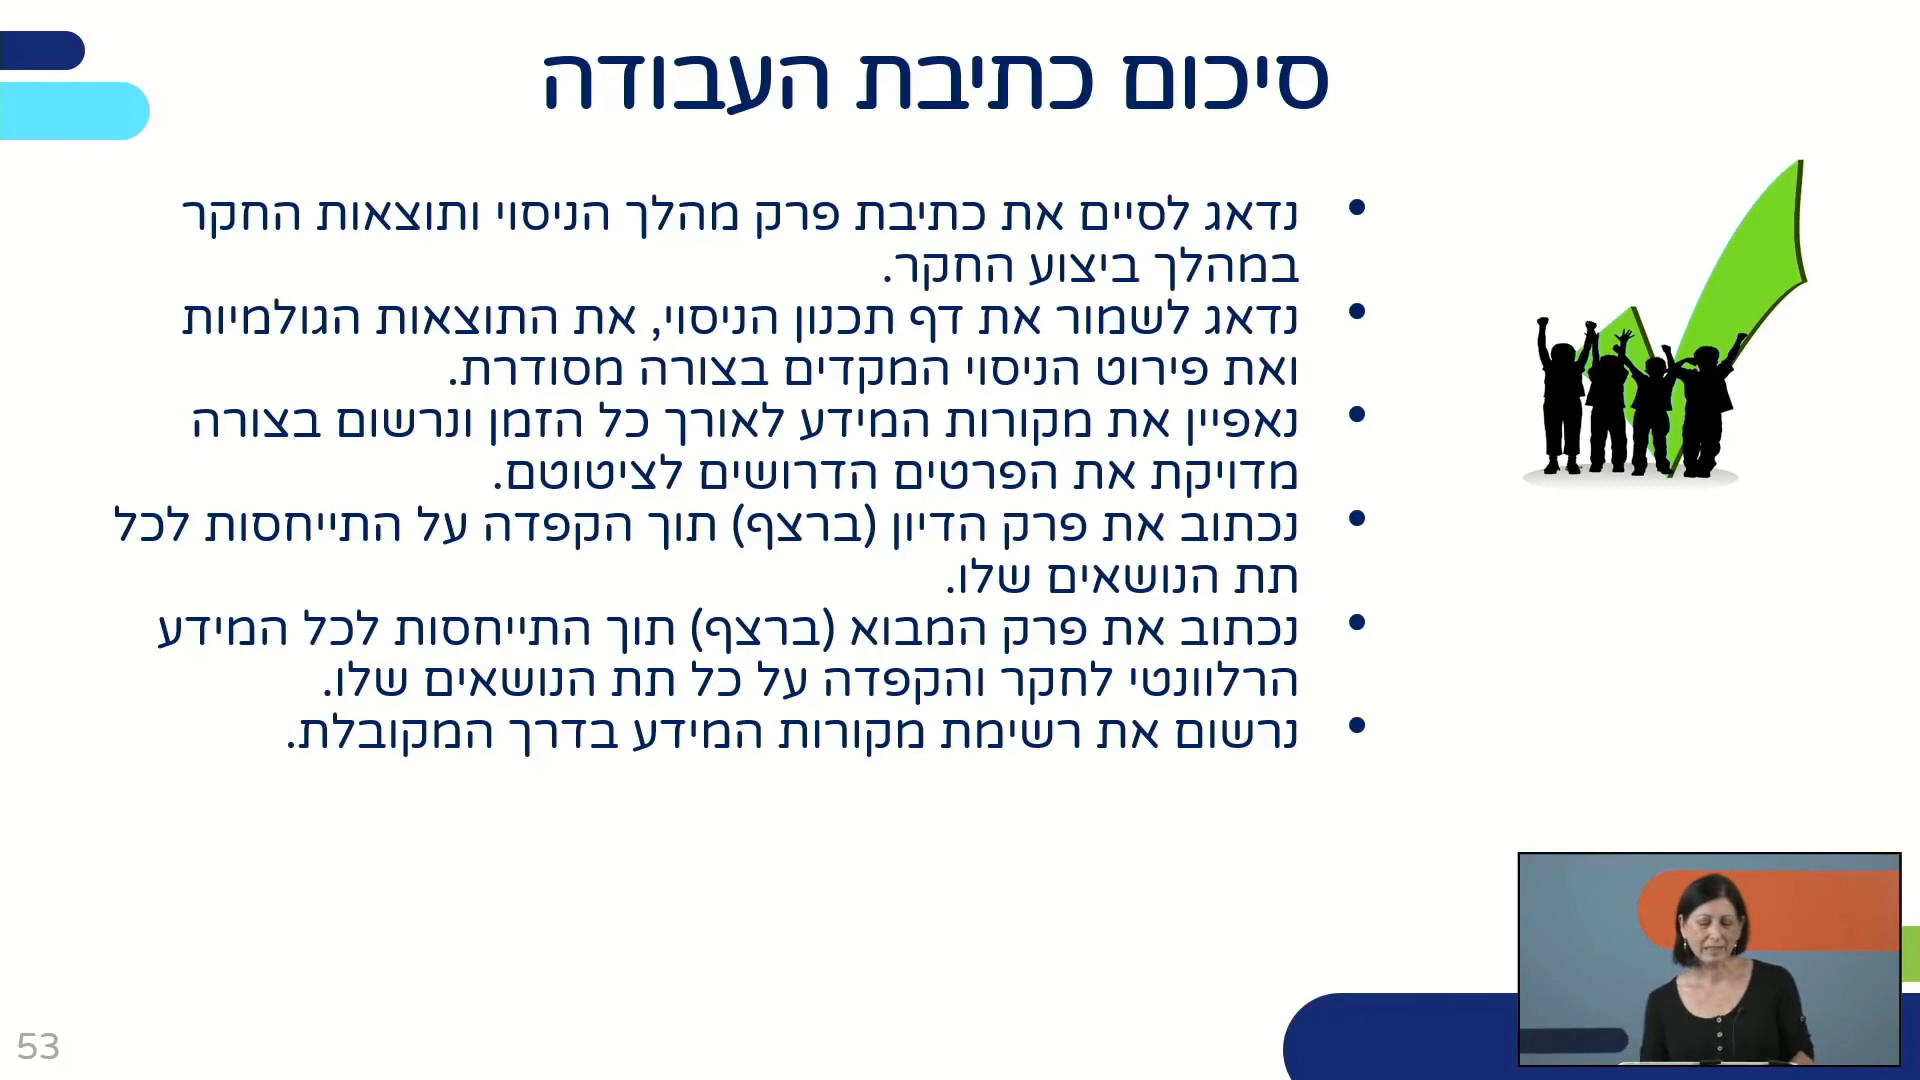 סיכום כתיבת העבודה
• נדאג לסיים את כתיבת פרק מהלך הניסוי ותוצאות החקר
במהלך ביצוע החקר.
• נדאג לשמור את דף תכנון הניסוי, את התוצאות הגולמיות
ואת פירוט הניסוי המקדים בצורה מסודרת.
• נאפיין את מקורות המידע לאורך כל הזמן ונרשום בצורה
מדויקת את הפרטים הדרושים לציטוטם.
• נכתוב את פרק הדיון (ברצף) תוך הקפדה על התייחסות לכל
תת הנושאים שלו.
• נכתוב את פרק המבוא (ברצף) תוך התייחסות לכל המידע
הרלוונטי לחקר והקפדה על כל תת הנושאים שלו.
• נרשום את רשימת מקורות המידע בדרך המקובלת.
53